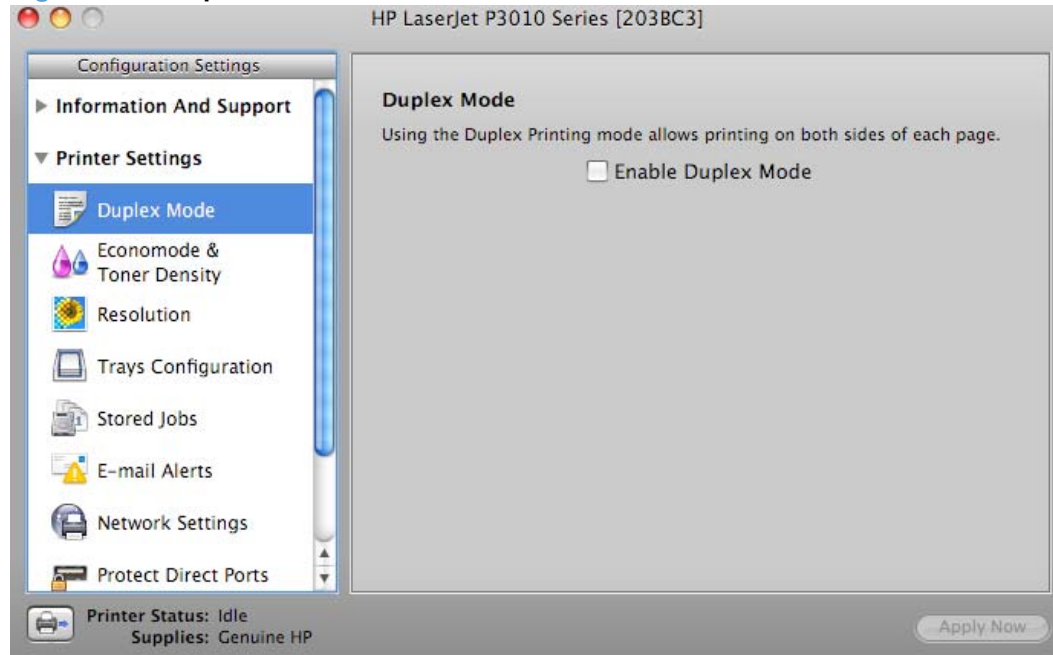 HP LaserJet P3010 Series [203BC3]
Configuration Settings
Information And Support
Printer Settings
Duplex Mode
Economode &
Toner Density
Resolution
Trays Configuration
Stored Jobs
E-mail Alerts
Network Settings
Protect Direct Ports
Duplex Mode
Using the Duplex Printing mode allows printing on both sides of each page.
Enable Duplex Mode
Printer Status: Idle
Supplies: Genuine HP
Apply Now